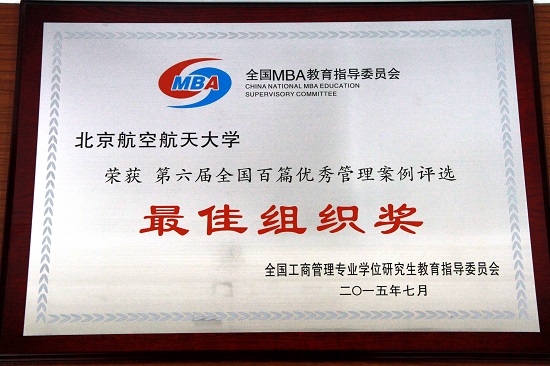 MBA
全国MBA教育指导委员会
CHINA NATIONAL MBA EDUCATION
SUPERVISORY COMMITTEE
北京航空航天大学
荣获 第六届全国百篇优秀管理案例评选
最佳组织奖
全国工商管理专业学位研究生教育指导委员会
二〇一五年七月